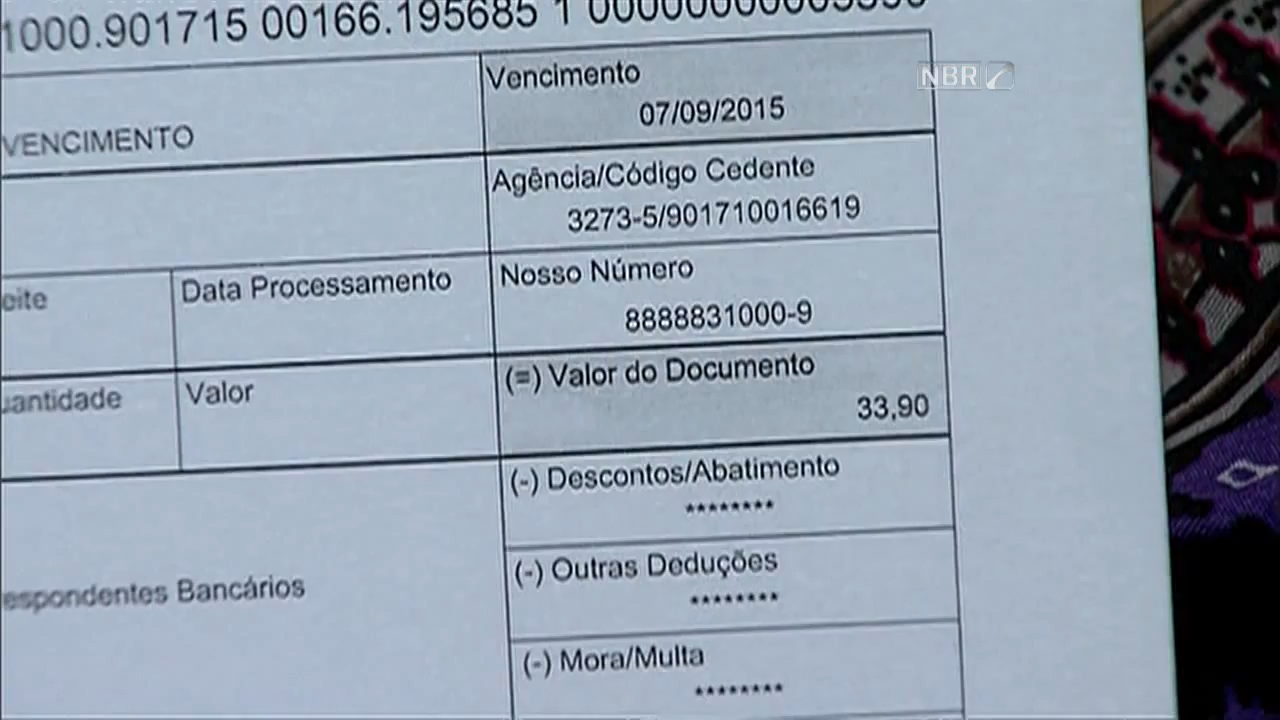 1000.901715 00166.195685 1
NBR
Vencimento
07/09/2015
VENCIMENTO
Agência/Código Cedente
3273-5/901710016619
Data Processamento
Nosso Número
8888831000-9
Valor
(=) Valor do Documento
33,90
(-) Descontos/Abatimento
********
Bancários
(-) Outras Deduções
********
(-) Mora/Multa
********